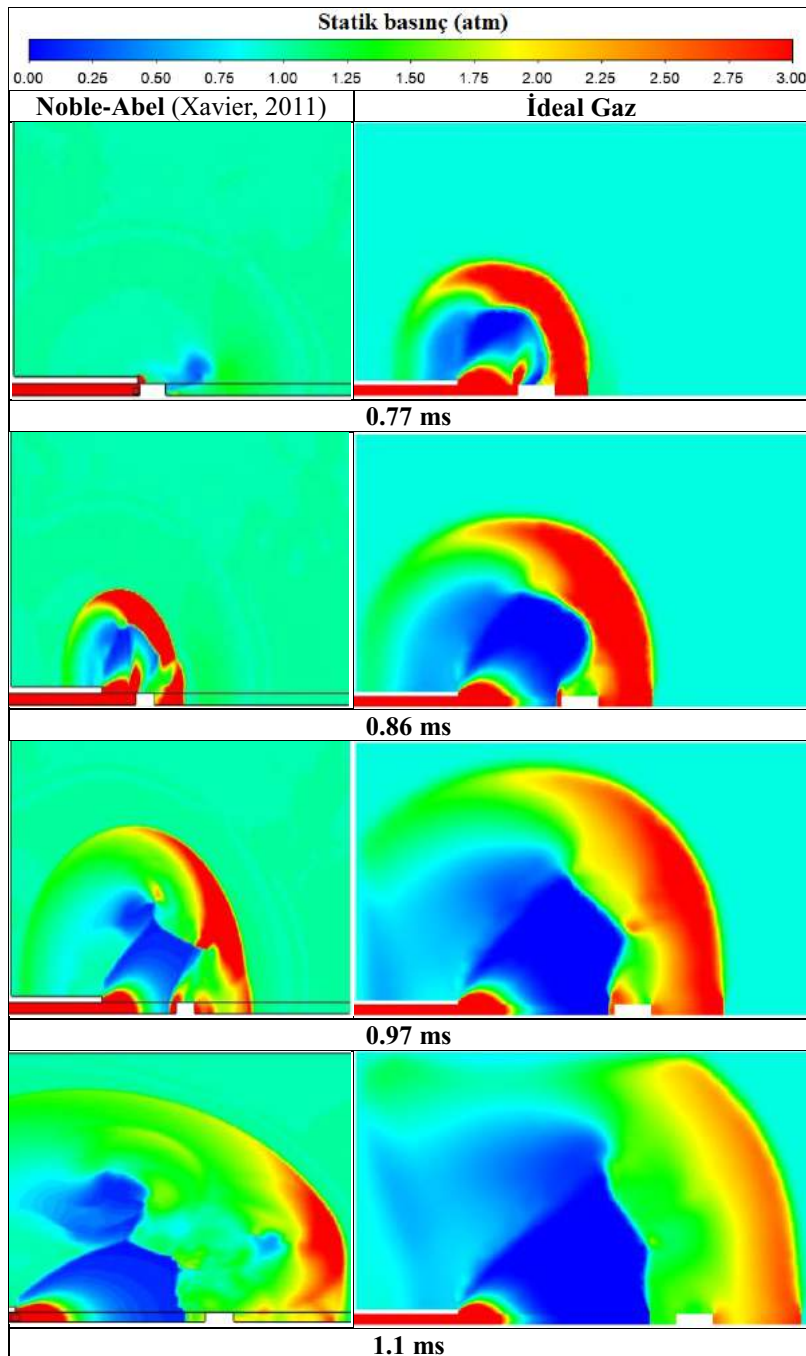 Statik basınç (atm)
0.00 0.25 0.50 0.75 1.00 1.25 1.50 1.75 2.00 2.25 2.50 2.75 3.00
Noble-Abel (Xavier, 2011) İdeal Gaz
0.77 ms
0.86 ms
0.97 ms
1.1 ms